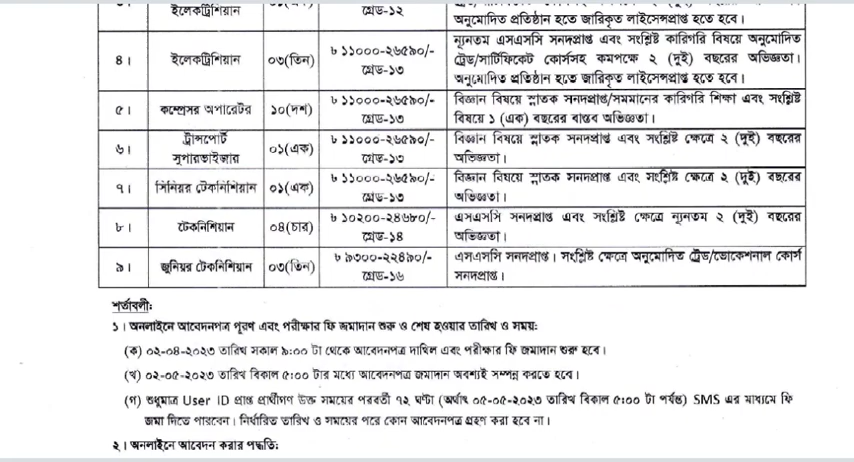 ইলেকট্রিশিয়ান
গ্রেড-১২
অনুমোদিত প্রতিষ্ঠান হতে জারিকৃত লাইসেন্সপ্রাপ্ত হতে হবে।
৪। ইলেকট্রিশিয়ান ০৩(তিন) ৳ ১১০০০-২৬৫৯০/- গ্রেড-১৩
ন্যূনতম এসএসসি সনদপ্রাপ্ত এবং সংশ্লিষ্ট কারিগরি বিষয়ে অনুমোদিত
ট্রেড/সার্টিফিকেট কোর্সসহ কমপক্ষে ২ (দুই) বছরের অভিজ্ঞতা।
অনুমোদিত প্রতিষ্ঠান হতে জারিকৃত লাইসেন্সপ্রাপ্ত হতে হবে।
৫। কম্প্রেসর অপারেটর ১০(দশ) ৳ ১১০০০-২৬৫৯০/- গ্রেড-১৩
বিজ্ঞান বিষয়ে স্নাতক সনদপ্রাপ্ত/সমমানের কারিগরি শিক্ষা এবং সংশ্লিষ্ট
বিষয়ে ১ (এক) বছরের বাস্তব অভিজ্ঞতা।
৬। ট্রান্সপোর্ট সুপারভাইজার ০১(এক) ৳ ১১০০০-২৬৫৯০/- গ্রেড-১৩
বিজ্ঞান বিষয়ে স্নাতক সনদপ্রাপ্ত এবং সংশ্লিষ্ট ক্ষেত্রে ২ (দুই) বছরের
অভিজ্ঞতা।
৭। সিনিয়র টেকনিশিয়ান ০১(এক) ৳ ১১০০০-২৬৫৯০/- গ্রেড-১৩
বিজ্ঞান বিষয়ে স্নাতক সনদপ্রাপ্ত এবং সংশ্লিষ্ট ক্ষেত্রে ২ (দুই) বছরের
অভিজ্ঞতা।
৮। টেকনিশিয়ান ০৪(চার) ৳ ১০২০০-২৪৬৮০/- গ্রেড-১৪
এসএসসি সনদপ্রাপ্ত এবং সংশ্লিষ্ট ক্ষেত্রে ন্যূনতম ২ (দুই) বছরের
অভিজ্ঞতা।
৯। জুনিয়র টেকনিশিয়ান ০৩(তিন) ৳ ৯৩০০-২২৪৯০/- গ্রেড-১৬
এসএসসি সনদপ্রাপ্ত। সংশ্লিষ্ট ক্ষেত্রে অনুমোদিত ট্রেড/ভোকেশনাল কোর্স
সনদপ্রাপ্ত।
শর্তাবলী:
১। অনলাইনে আবেদনপত্র পূরণ এবং পরীক্ষার ফি জমাদান শুরু ও শেষ হওয়ার তারিখ ও সময়:
(ক) ০২-০৪-২০২৩ তারিখ সকাল ৯:০০ টা থেকে আবেদনপত্র দাখিল এবং পরীক্ষার ফি জমাদান শুরু হবে।
(খ) ০২-০৫-২০২৩ তারিখ বিকাল ৫:০০ টার মধ্যে আবেদনপত্র জমাদান অবশ্যই সম্পন্ন করতে হবে।
(গ) শুধুমাত্র User ID প্রাপ্ত প্রার্থীগণ উক্ত সময়ের পরবর্তী ৭২ ঘণ্টা (অর্থাৎ ০৫-০৫-২০২৩ তারিখ বিকাল ৫:০০ টা পর্যন্ত) SMS এর মাধ্যমে ফি
জমা দিতে পারবেন। নির্ধারিত তারিখ ও সময়ের পরে কোন আবেদনপত্র গ্রহণ করা হবে না।
২। অনলাইনে আবেদন করার পদ্ধতি: